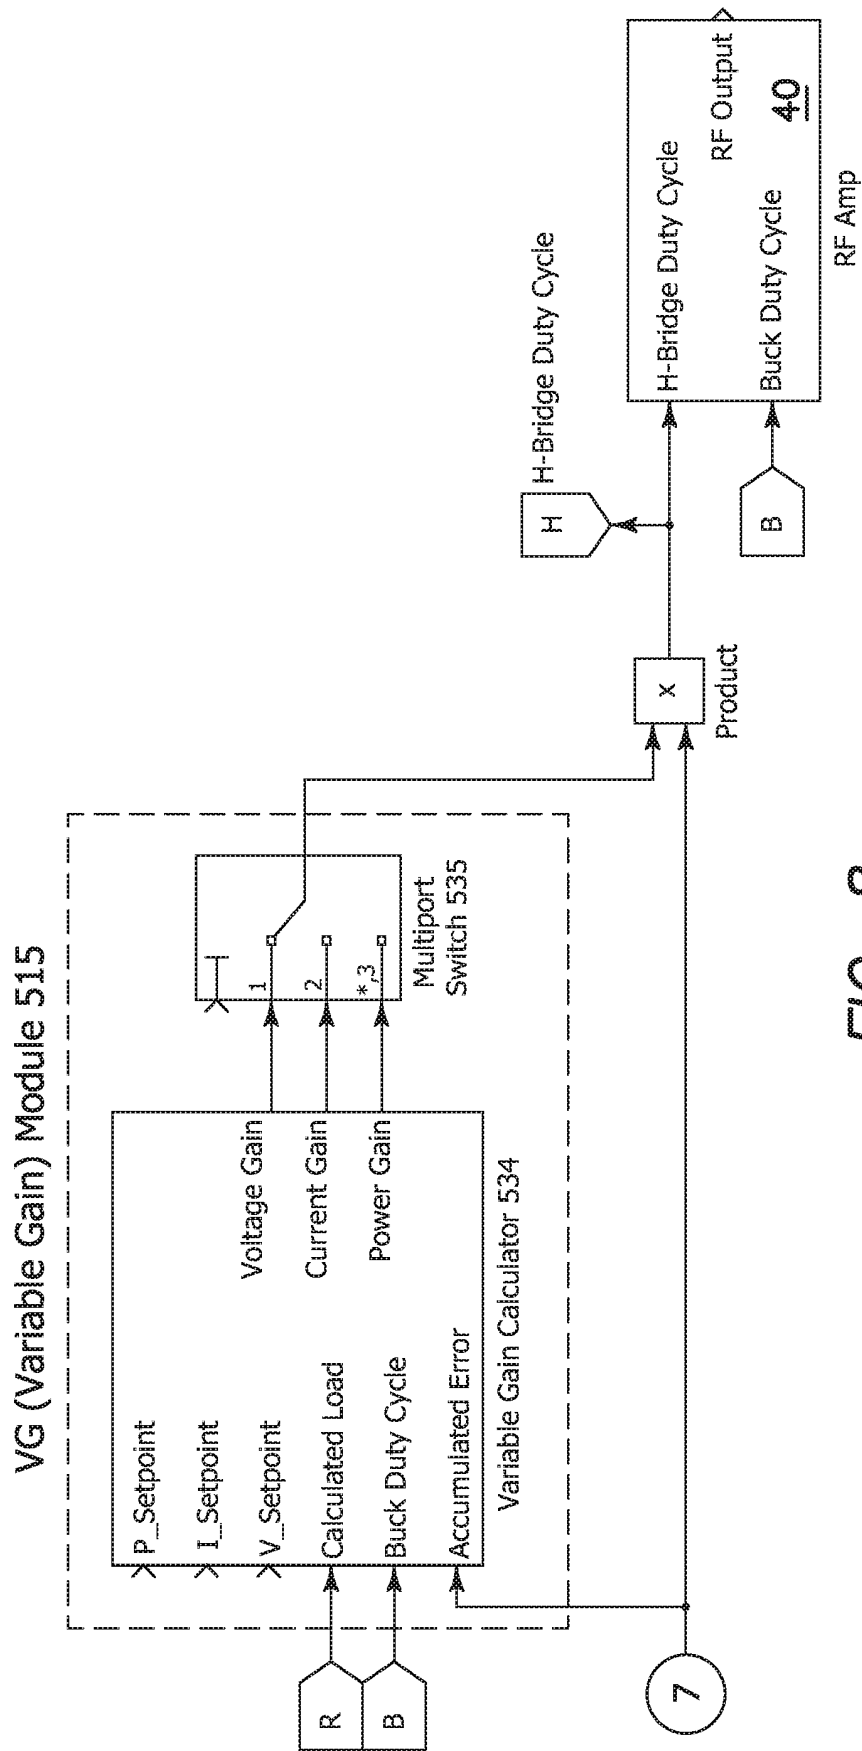 VG (Variable Gain) Module 515
P_Setpoint
I_Setpoint
V_Setpoint
Calculated Load
Buck Duty Cycle
Accumulated Error
Voltage Gain
Current Gain
Power Gain
Variable Gain Calculator 534
R
B
7
1
2
*,3
Multiport
Switch 535
X
Product
H
H-Bridge Duty Cycle
B
H-Bridge Duty Cycle
Buck Duty Cycle
RF Output
40
RF Amp